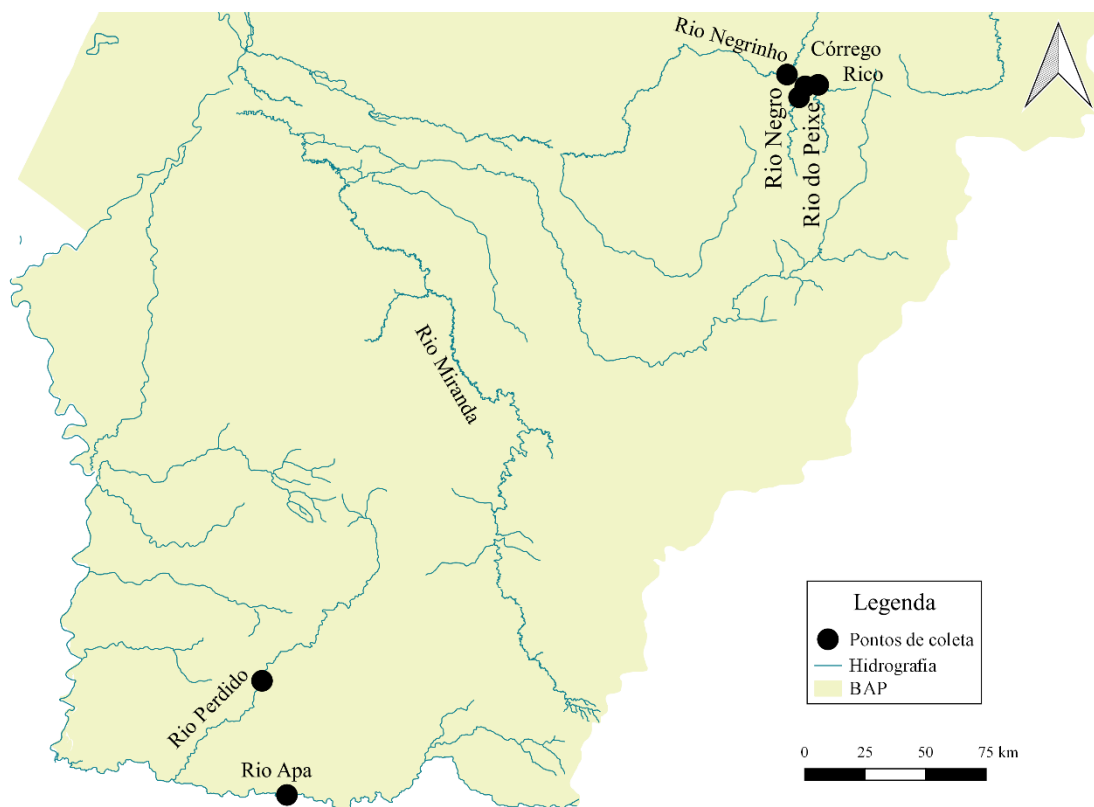 Rio Negrinho
Córrego
Rico
Rio Negro
Rio do Peixe
Rio Miranda
Rio Perdido
Rio Apa
Legenda
Pontos de coleta
Hidrografia
BAP
0 25 50 75 km